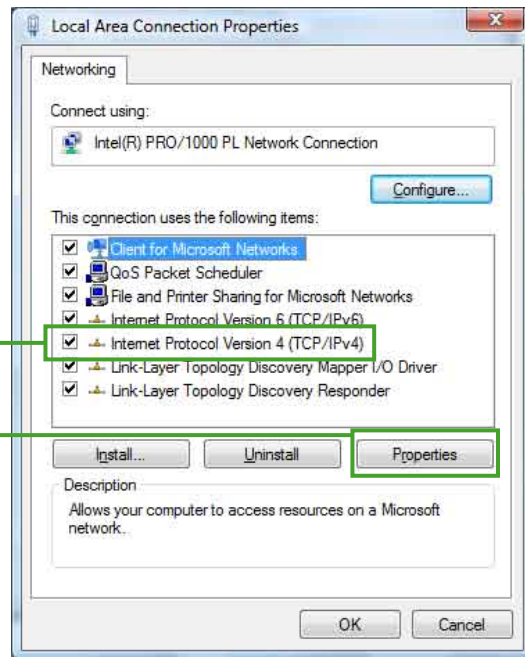 Local Area Connection Properties
Networking
Connect using:
Intel(R) PRO/1000 PL Network Connection
Configure...
This connection uses the following items:
Client for Microsoft Networks
QoS Packet Scheduler
File and Printer Sharing for Microsoft Networks
Internet Protocol Version 6 (TCP/IPv6)
Internet Protocol Version 4 (TCP/IPv4)
Link-Layer Topology Discovery Mapper I/O Driver
Link-Layer Topology Discovery Responder
Install... Uninstall Properties
Description
Allows your computer to access resources on a Microsoft
network.
OK Cancel